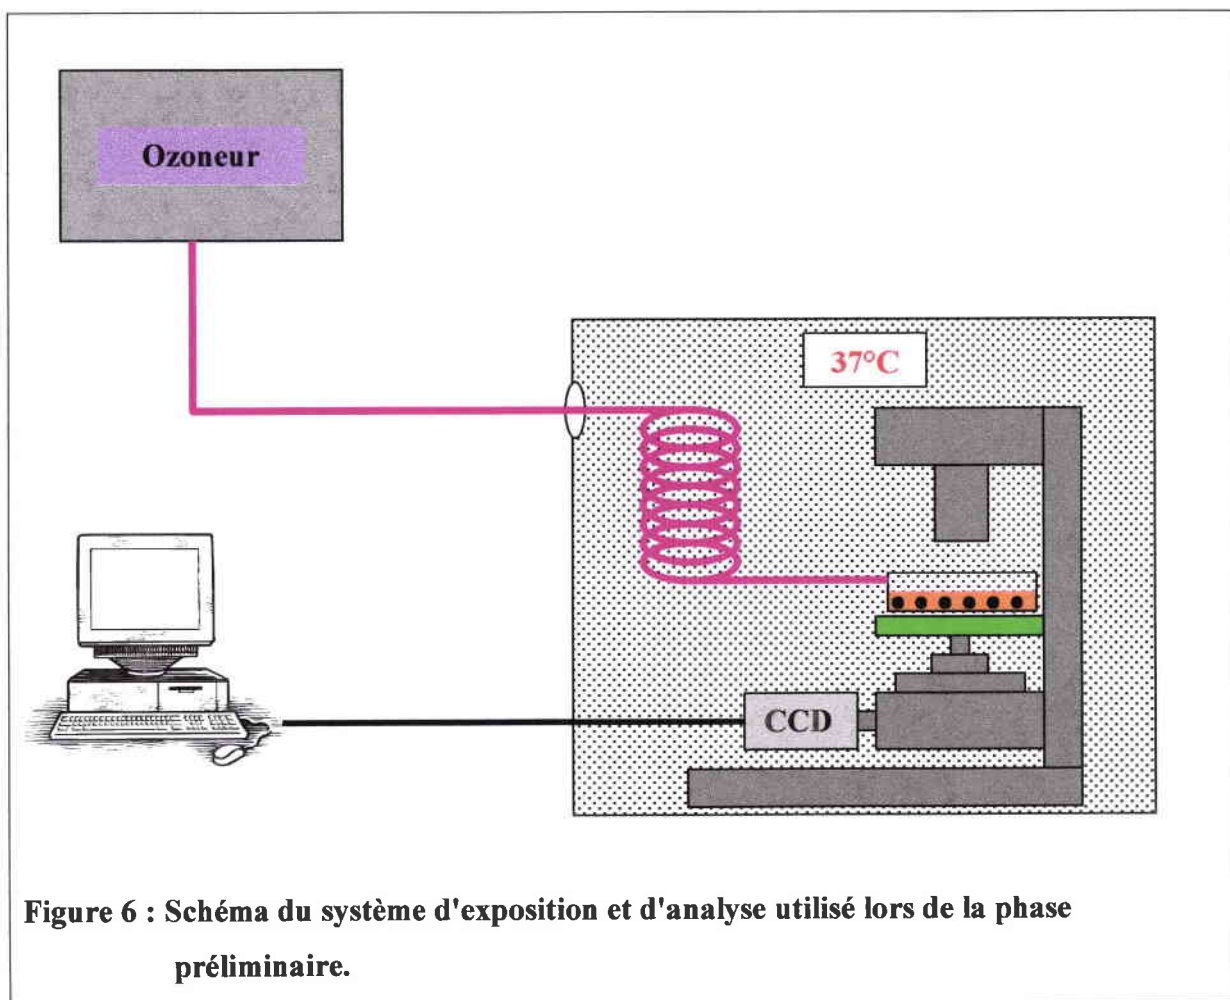 Ozoneur
37°C
CCD
Figure 6 : Schéma du système d'exposition et d'analyse utilisé lors de la phase
préliminaire.